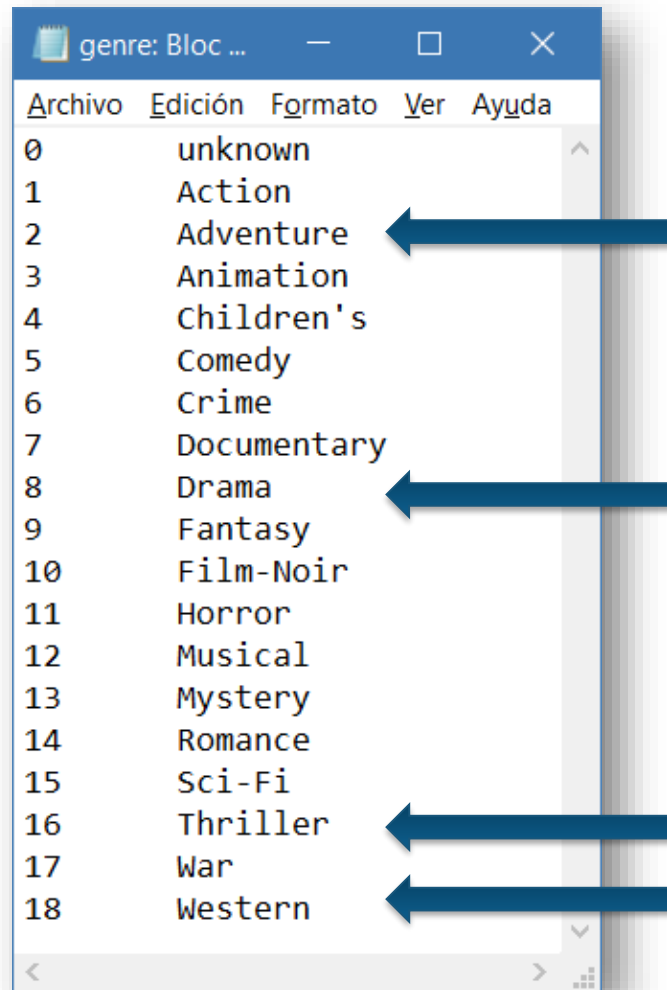 genre: Bloc ...
Archivo Edición Formato Ver Ayuda
0 unknown
1 Action
2 Adventure
3 Animation
4 Children's
5 Comedy
6 Crime
7 Documentary
8 Drama
9 Fantasy
10 Film-Noir
11 Horror
12 Musical
13 Mystery
14 Romance
15 Sci-Fi
16 Thriller
17 War
18 Western